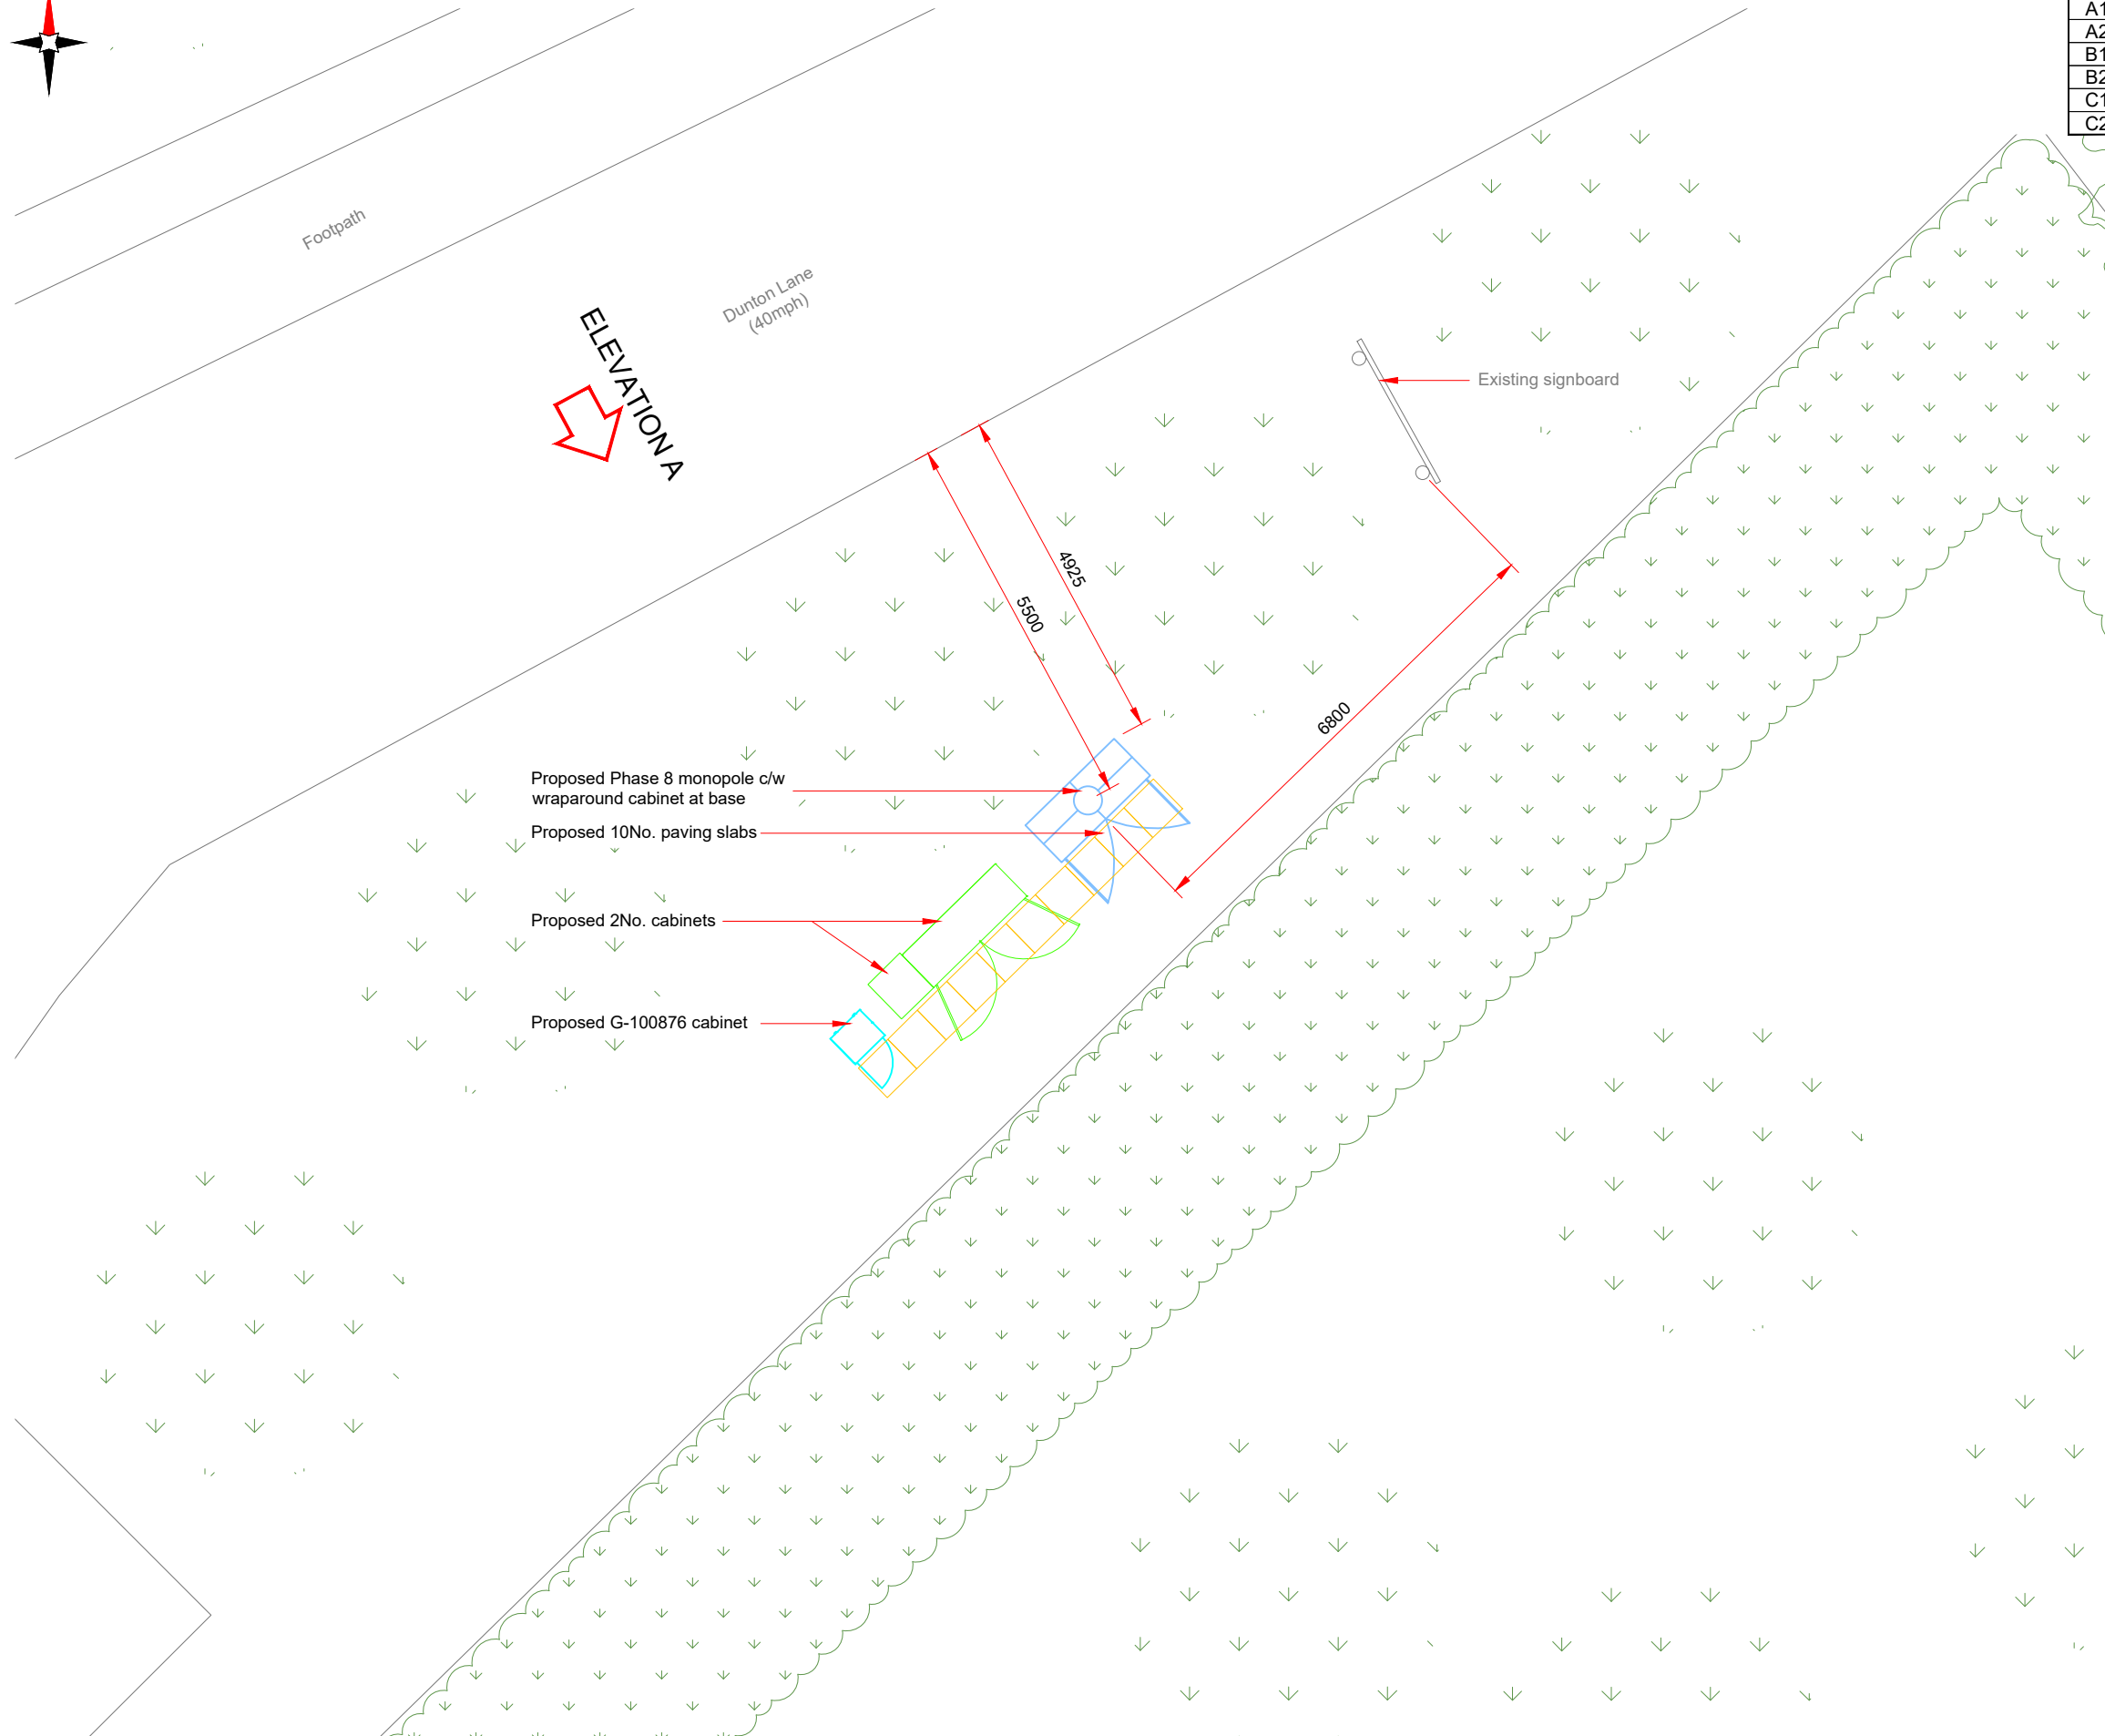 A1
A2
B1
B2
C1
C2
Footpath
Dunton Lane
(40mph)
ELEVATION A
Existing signboard
4925
5500
6800
Proposed Phase 8 monopole c/w
wraparound cabinet at base
Proposed 10No. paving slabs
Proposed 2No. cabinets
Proposed G-100876 cabinet